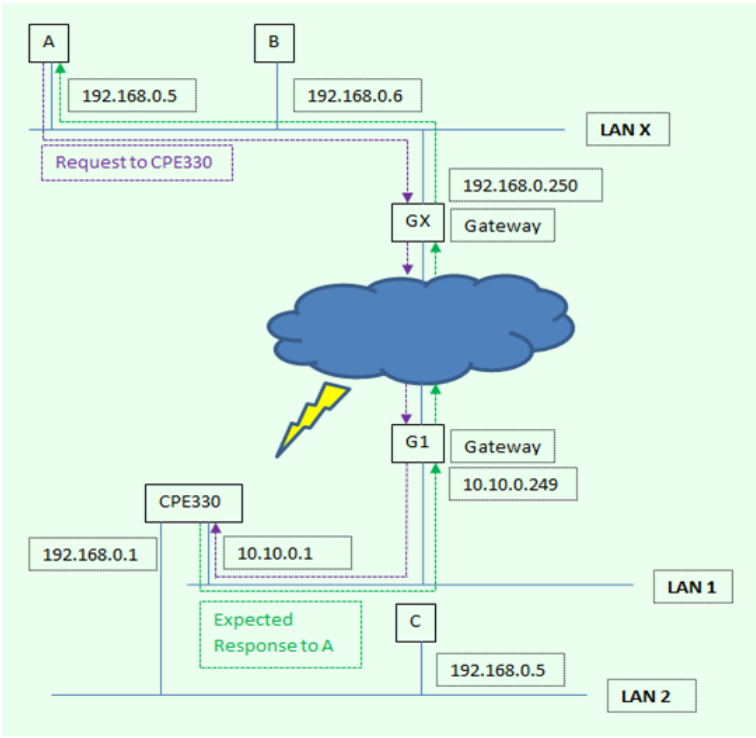 A
B
192.168.0.5
192.168.0.6
LAN X
Request to CPE330
192.168.0.250
GX
Gateway
G1
Gateway
10.10.0.249
CPE330
192.168.0.1
10.10.0.1
LAN 1
Expected
Response to A
C
192.168.0.5
LAN 2